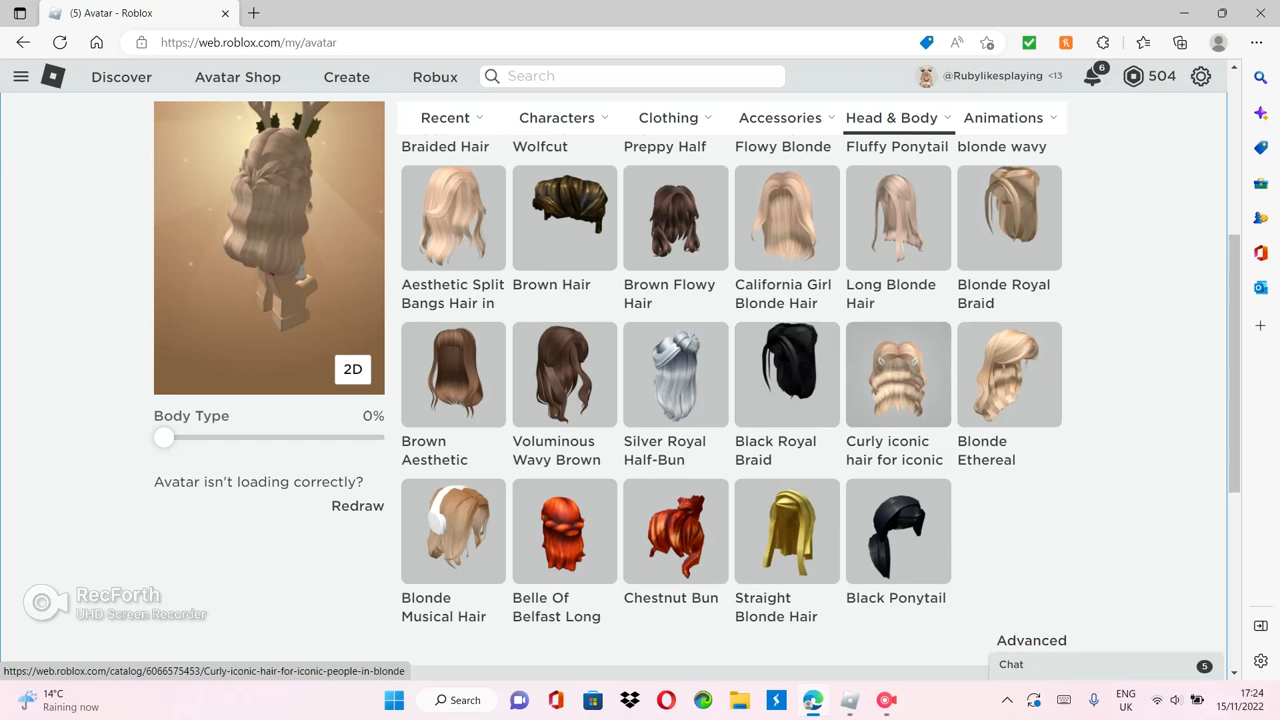 (5) Avatar - Roblox
https://web.roblox.com/my/avatar
Discover Avatar Shop Create Robux Search @Rubylikesplaying <13 6 504
Recent Characters Clothing Accessories Head & Body Animations
Braided Hair Wolfcut Preppy Half Flowy Blonde Fluffy Ponytail blonde wavy
Aesthetic Split Brown Hair Brown Flowy California Girl Long Blonde Blonde Royal
Bangs Hair in Hair Blonde Hair Hair Braid
2D
Body Type 0%
Brown Voluminous Silver Royal Black Royal Curly iconic Blonde
Aesthetic Wavy Brown Half-Bun Braid hair for iconic Ethereal
Avatar isn't loading correctly?
Redraw
Blonde Belle Of Chestnut Bun Straight Black Ponytail
Musical Hair Belfast Long Blonde Hair
RecForth
UHD Screen Recorder
Advanced
Chat 5
https://web.roblox.com/catalog/6066575453/Curly-iconic-hair-for-iconic-people-in-blonde
14°C
Raining now
Search
ENG
UK
17:24
15/11/2022